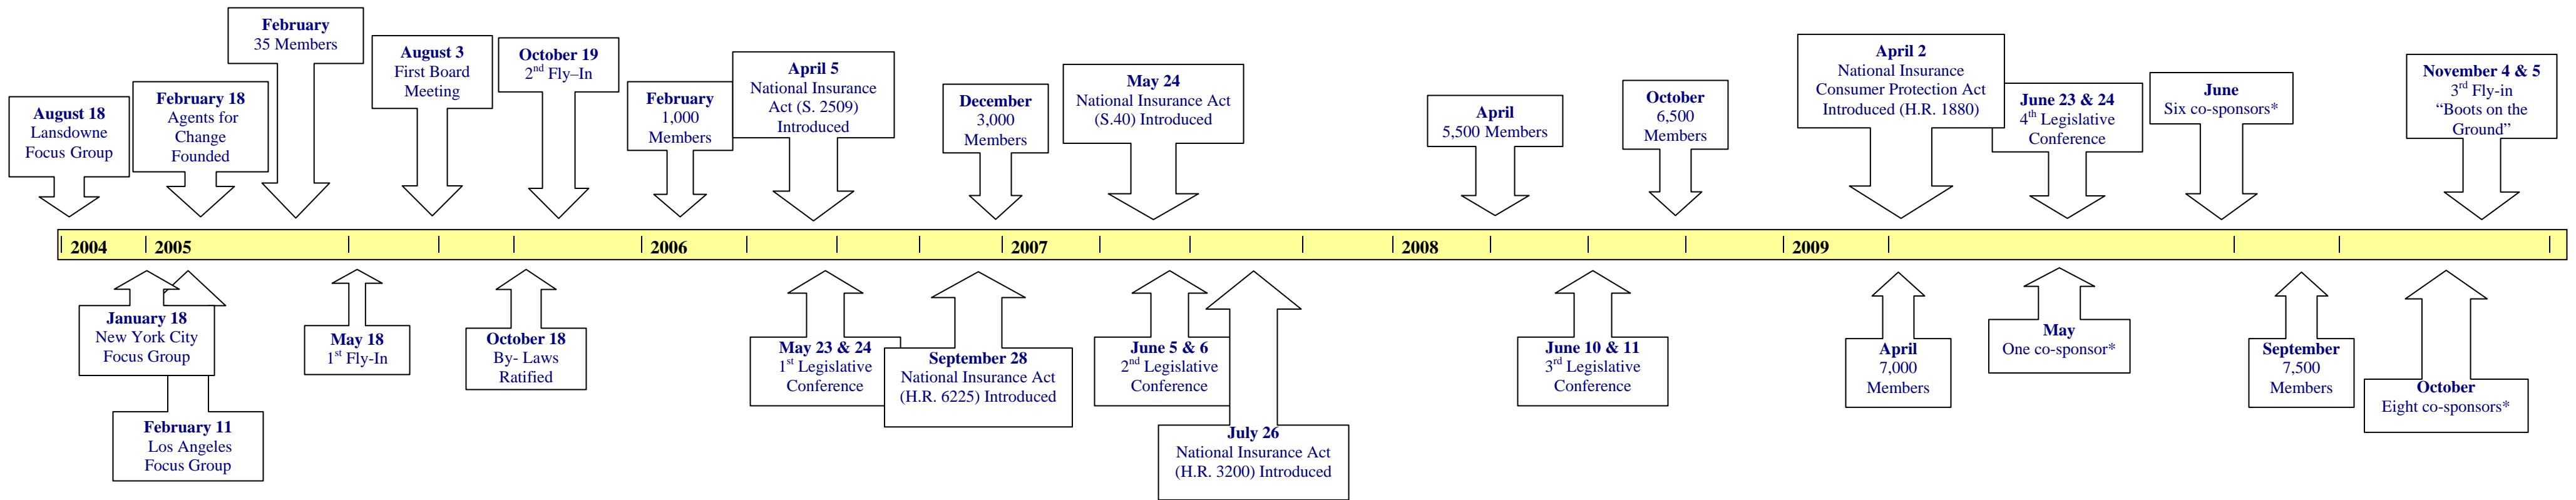 February
35 Members
August 3
First Board
Meeting
October 19
2nd Fly–In
April 5
National Insurance
Act (S. 2509)
Introduced
May 24
National Insurance Act
(S.40) Introduced
April 2
National Insurance
Consumer Protection Act
Introduced (H.R. 1880)
November 4 & 5
3rd Fly-in
“Boots on the
Ground”
August 18
Lansdowne
Focus Group
February 18
Agents for
Change
Founded
February
1,000
Members
December
3,000
Members
April
5,500 Members
October
6,500
Members
June 23 & 24
4th Legislative
Conference
June
Six co-sponsors*
2004 2005 2006 2007 2008 2009
January 18
New York City
Focus Group
February 11
Los Angeles
Focus Group
May 18
1st Fly-In
October 18
By- Laws
Ratified
May 23 & 24
1st Legislative
Conference
September 28
National Insurance Act
(H.R. 6225) Introduced
June 5 & 6
2nd Legislative
Conference
July 26
National Insurance Act
(H.R. 3200) Introduced
June 10 & 11
3rd Legislative
Conference
April
7,000
Members
May
One co-sponsor*
September
7,500
Members
October
Eight co-sponsors*